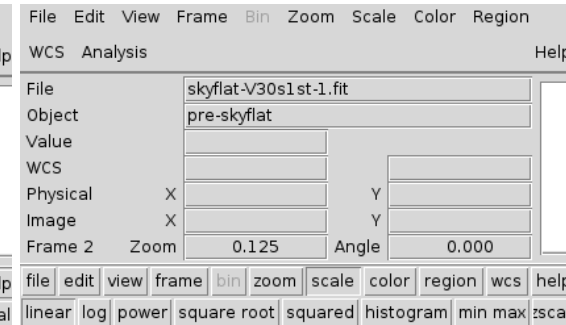 File Edit View Frame Bin Zoom Scale Color Region
WCS Analysis Help
File skyflat-V30s1st-1.fit
Object pre-skyflat
Value
WCS
Physical X Y
Image X Y
Frame 2 Zoom 0.125 Angle 0.000
file edit view frame bin zoom scale color region wcs help
linear log power square root squared histogram min max zsca